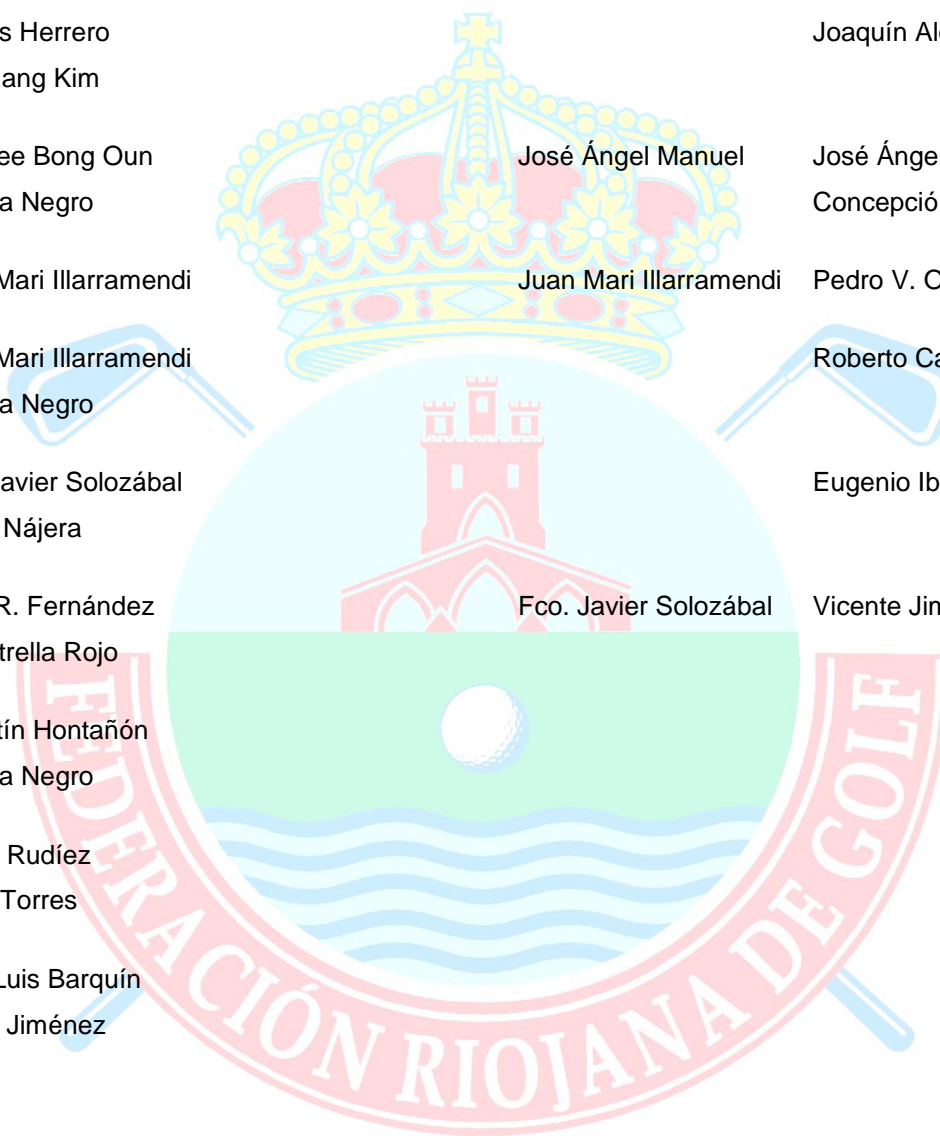 s Herrero
Joaquín Al
ang Kim
ee Bong Oun
José Ángel Manuel
José Ánge
a Negro
Concepció
Mari Illarramendi
Juan Mari Illarramendi
Pedro V. O
Mari Illarramendi
Roberto Ca
a Negro
avier Solozábal
Eugenio Ib
Nájera
R. Fernández
Fco. Javier Solozábal
Vicente Jim
trella Rojo
tín Hontañón
a Negro
Rudíez
Torres
Luis Barquín
Jiménez
FEDERACIÓN RIOJANA DE GOLF